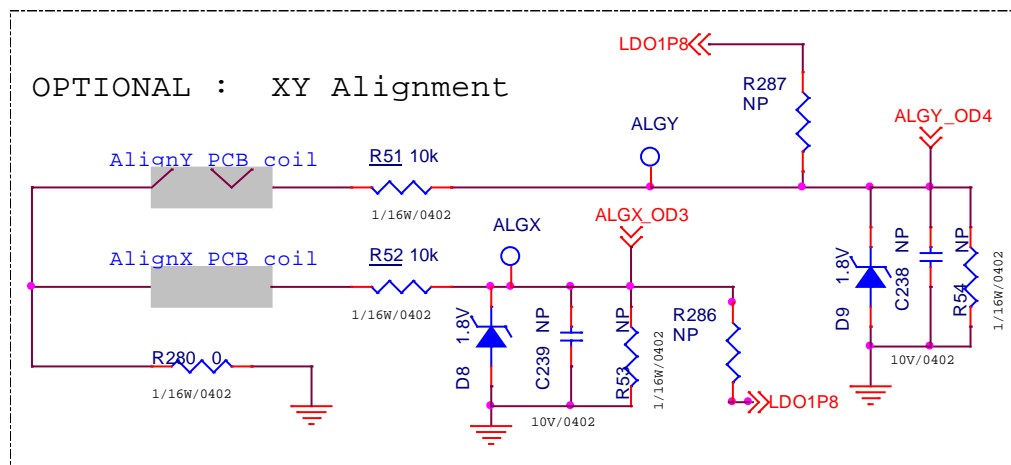 LDO1P8
OPTIONAL :  XY Alignment
R287
NP
ALGY_OD4
ALGY
AlignY PCB coil
R51 10k
1/16W/0402
ALGX_OD3
ALGX
AlignX PCB coil
R52 10k
1/16W/0402
1.8V
D8
NP
C239
NP
R53
1/16W/0402
10V/0402
R286
NP
LDO1P8
1.8V
D9
NP
C238
NP
R54
1/16W/0402
10V/0402
R280 0
1/16W/0402